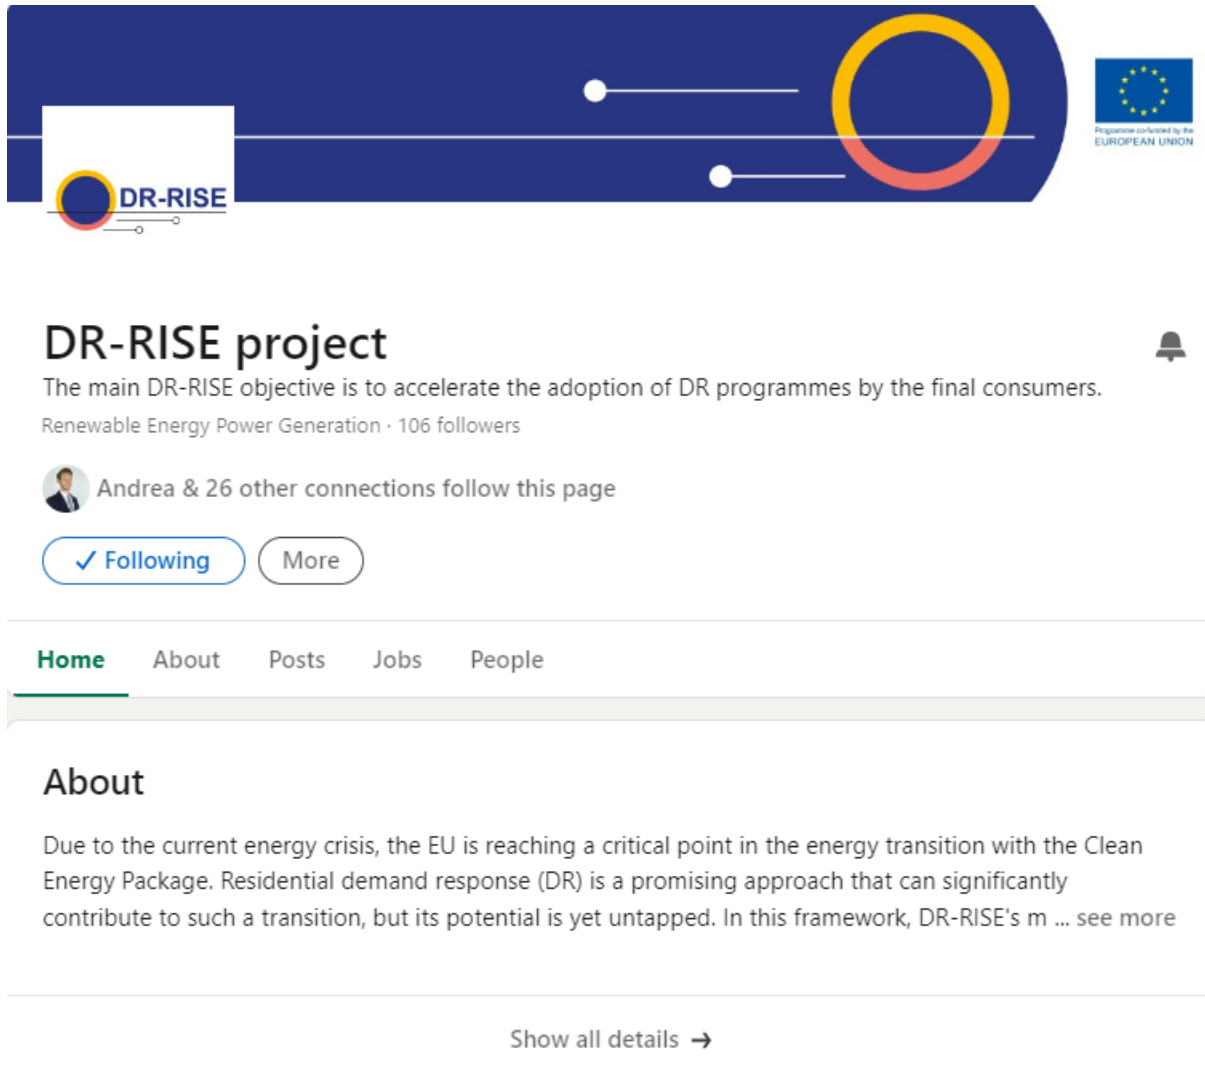 Programme co-funded by the
EUROPEAN UNION
DR-RISE
DR-RISE project
The main DR-RISE objective is to accelerate the adoption of DR programmes by the final consumers.
Renewable Energy Power Generation · 106 followers
Andrea & 26 other connections follow this page
✓ Following
More
Home About Posts Jobs People
About
Due to the current energy crisis, the EU is reaching a critical point in the energy transition with the Clean
Energy Package. Residential demand response (DR) is a promising approach that can significantly
contribute to such a transition, but its potential is yet untapped. In this framework, DR-RISE's m ... see more
Show all details →